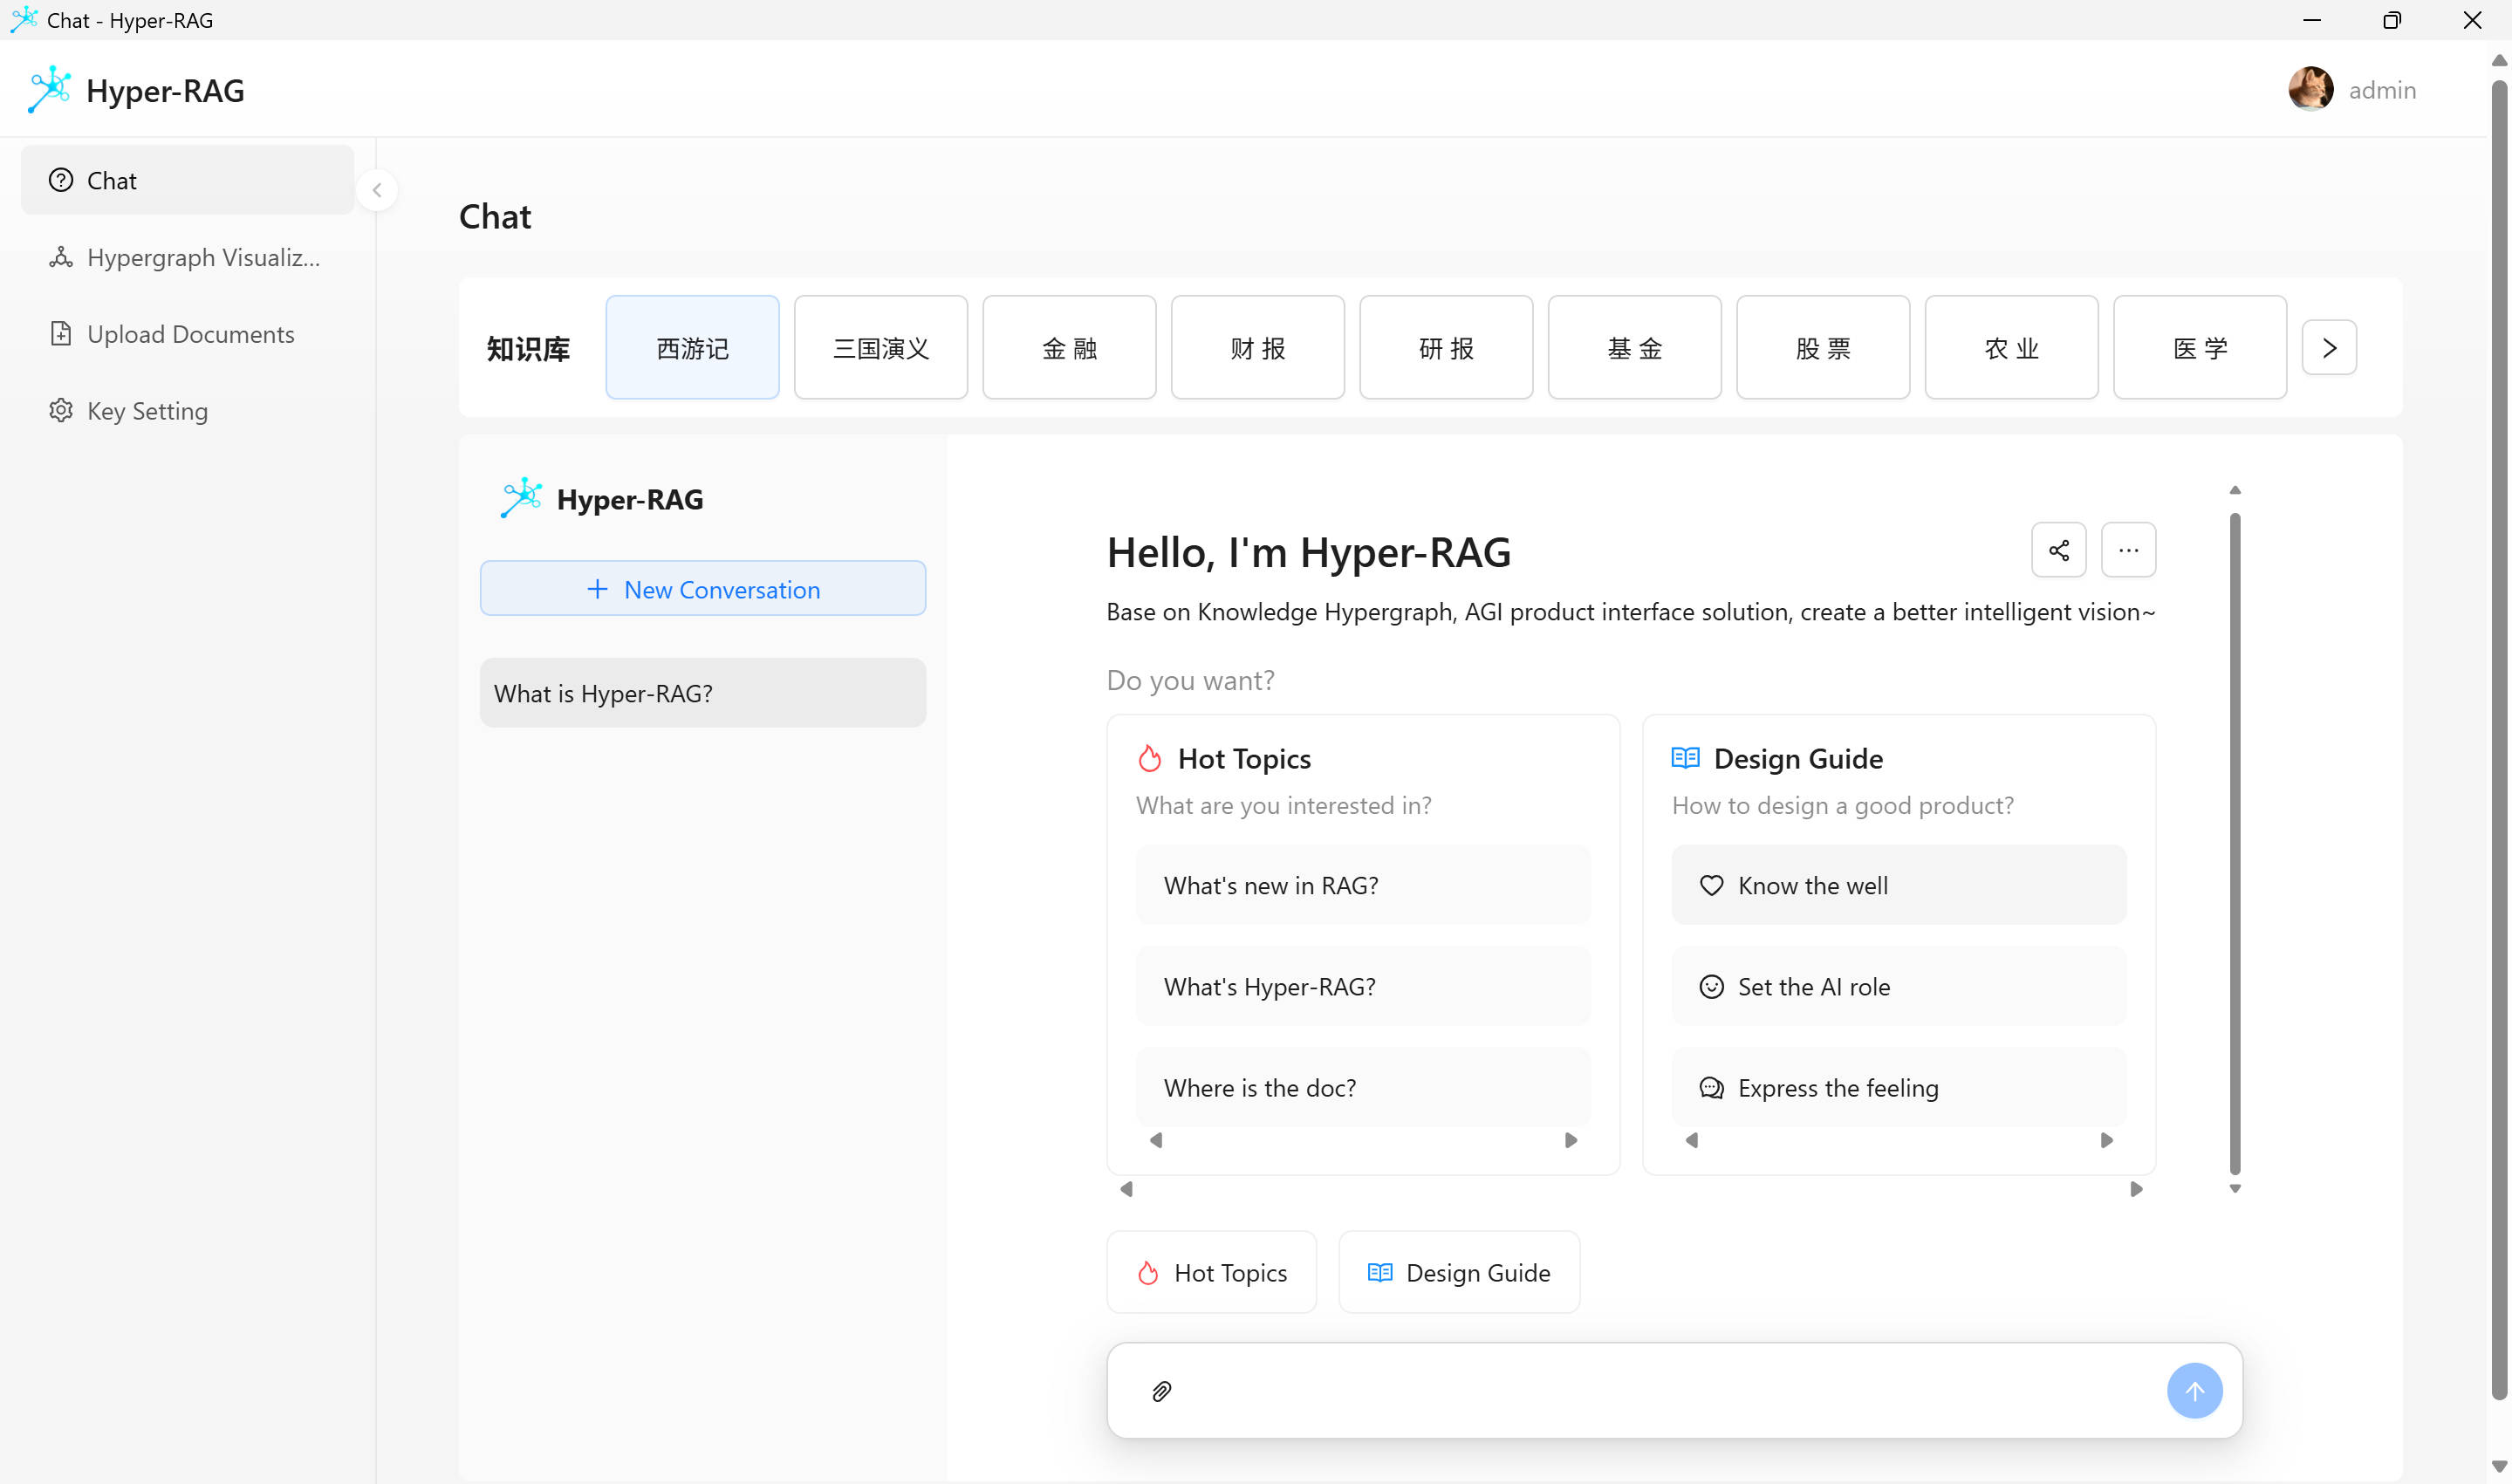 Chat - Hyper-RAG
Hyper-RAG
admin
Chat
Hypergraph Visualiz...
Upload Documents
Key Setting
Chat
知识库
西游记
三国演义
金 融
财 报
研 报
基 金
股 票
农 业
医 学
Hyper-RAG
New Conversation
What is Hyper-RAG?
Hello, I'm Hyper-RAG
Base on Knowledge Hypergraph, AGI product interface solution, create a better intelligent vision~
Do you want?
Hot Topics
What are you interested in?
What's new in RAG?
What's Hyper-RAG?
Where is the doc?
Design Guide
How to design a good product?
Know the well
Set the AI role
Express the feeling
Hot Topics
Design Guide